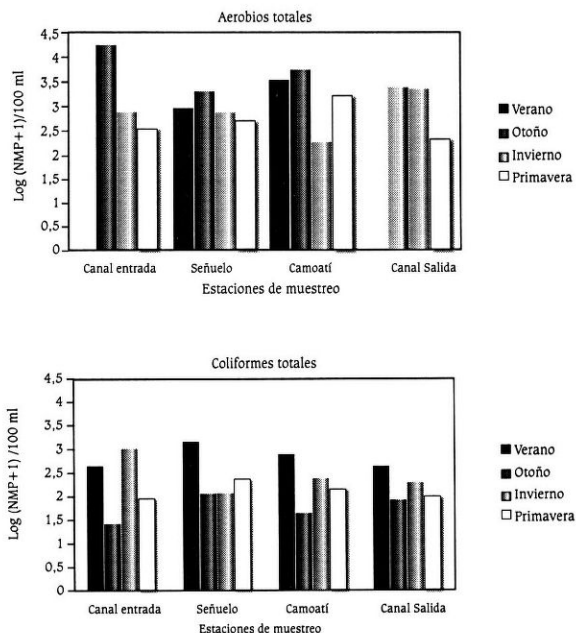 Aerobios totales
4,5
3,5
3
2,5
2
1,5
1
0,5
0
Log (NMP+1)/100 ml
Canal entrada Señuelo Camoatí Canal Salida
Estaciones de muestreo
Verano
Otoño
Invierno
Primavera
Coliformes totales
4,5
3,5
3
2,5
2
1,5
1
0,5
0
Log (NMP+1) /100 ml
Canal entrada Señuelo Camoatí Canal Salida
Estaciones de muestreo
Verano
Otoño
Invierno
Primavera